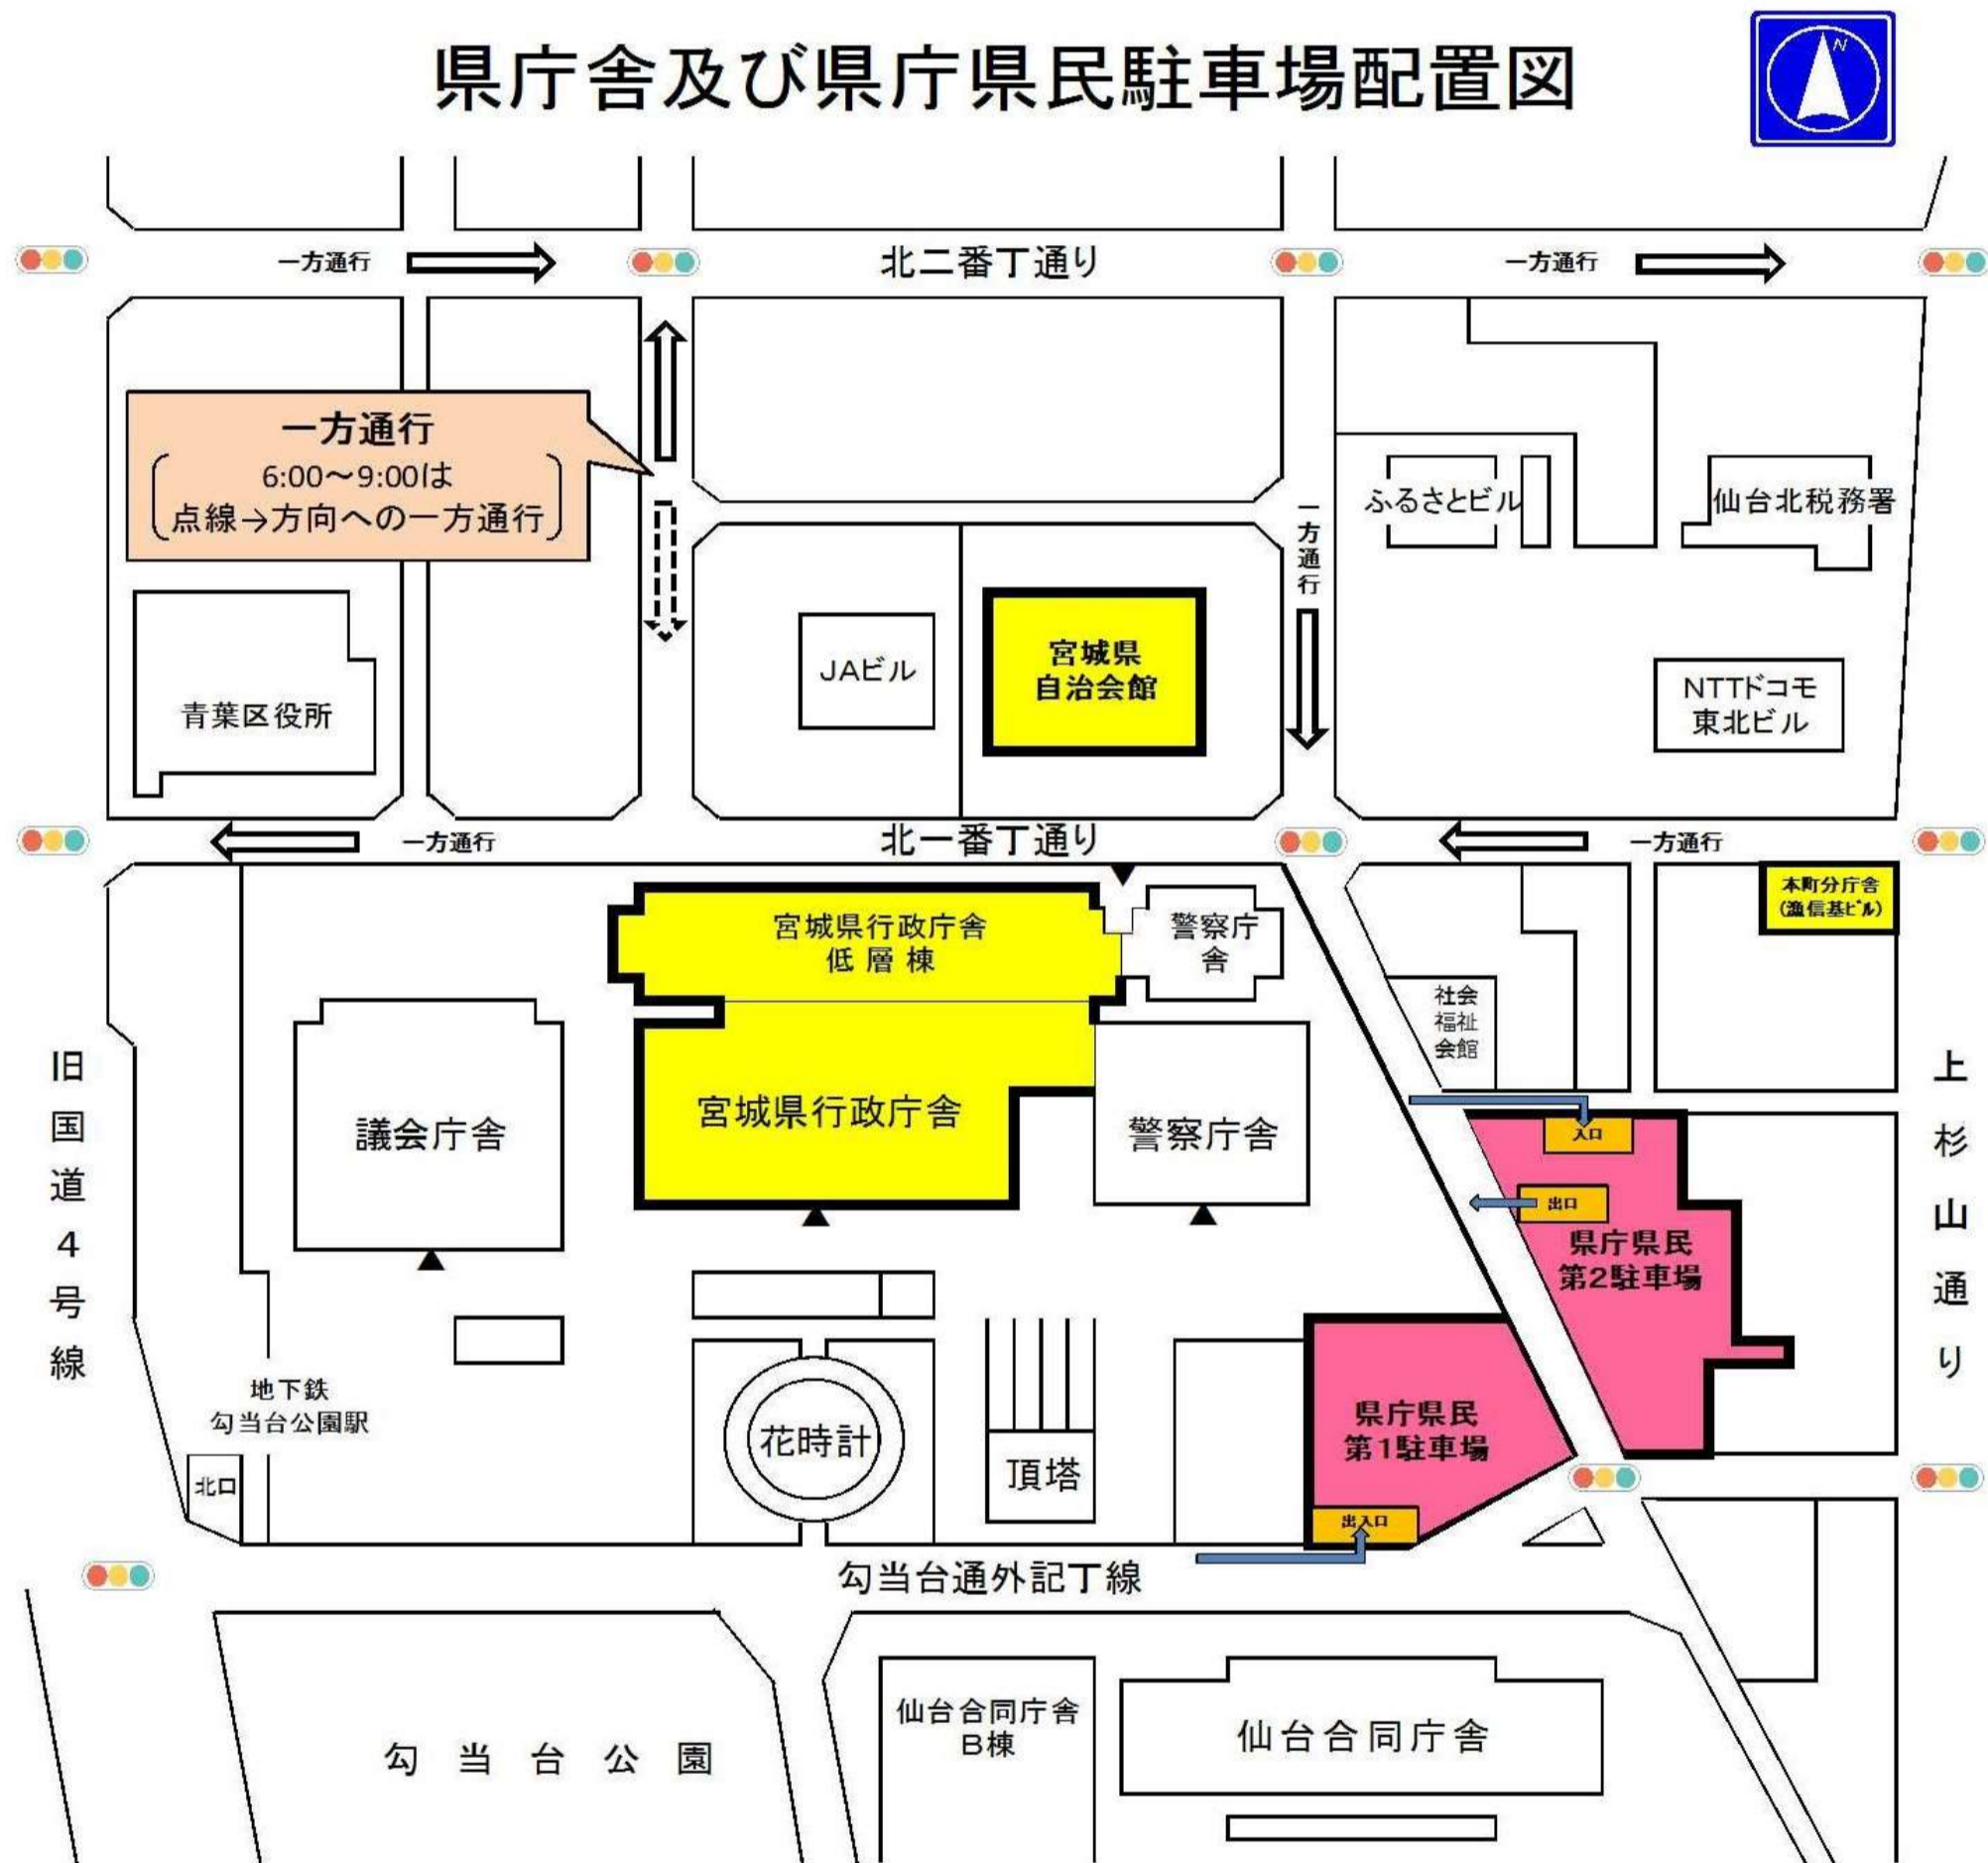 県庁舎及び県庁県民駐車場配置図
N
一方通行
北二番丁通り
一方通行
一方通行
6:00～9:00は
点線→方向への一方通行
一方通行
ふるさとビル
仙台北税務署
青葉区役所
JAビル
宮城県
自治会館
NTTドコモ
東北ビル
一方通行
北一番丁通り
一方通行
宮城県行政庁舎
低層棟
警察庁
舎
本町分庁舎
(漁信基ビル)
社会
福祉
会館
旧国道4号線
議会庁舎
宮城県行政庁舎
警察庁舎
上杉山通り
入口
出口
県庁県民
第2駐車場
地下鉄
勾当台公園駅
北口
花時計
頂塔
県庁県民
第1駐車場
出入口
勾当台通外記丁線
勾当台公園
仙台合同庁舎
B棟
仙台合同庁舎